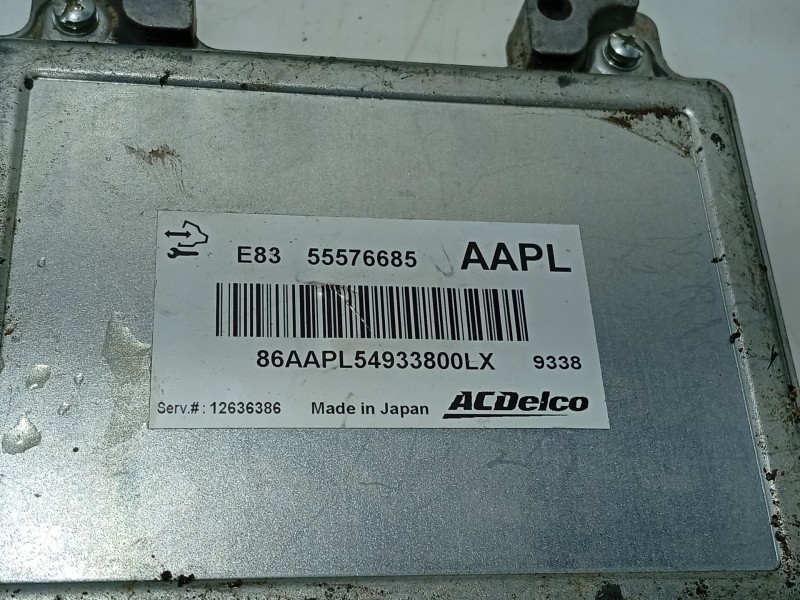 E83 55576685 AAPL
86AAPL54933800LX 9338
Serv.#: 12636386 Made in Japan ACDelco